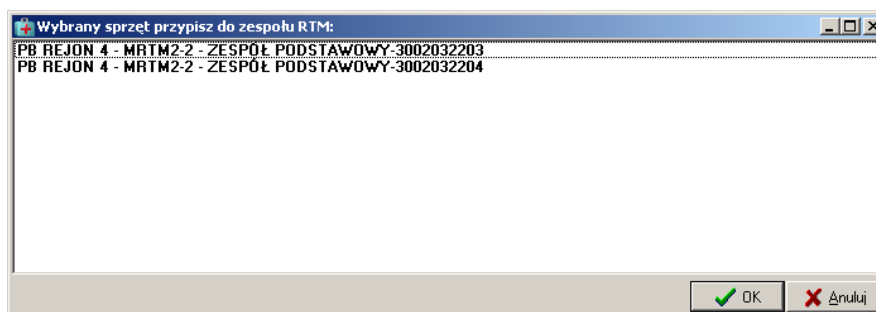 Wybrany sprzęt przypisz do zespołu RTM:
PB REJON 4 - MRTM2-2 - ZESPÓŁ PODSTAWOWY-3002032203
PB REJON 4 - MRTM2-2 - ZESPÓŁ PODSTAWOWY-3002032204
OK
Anuluj